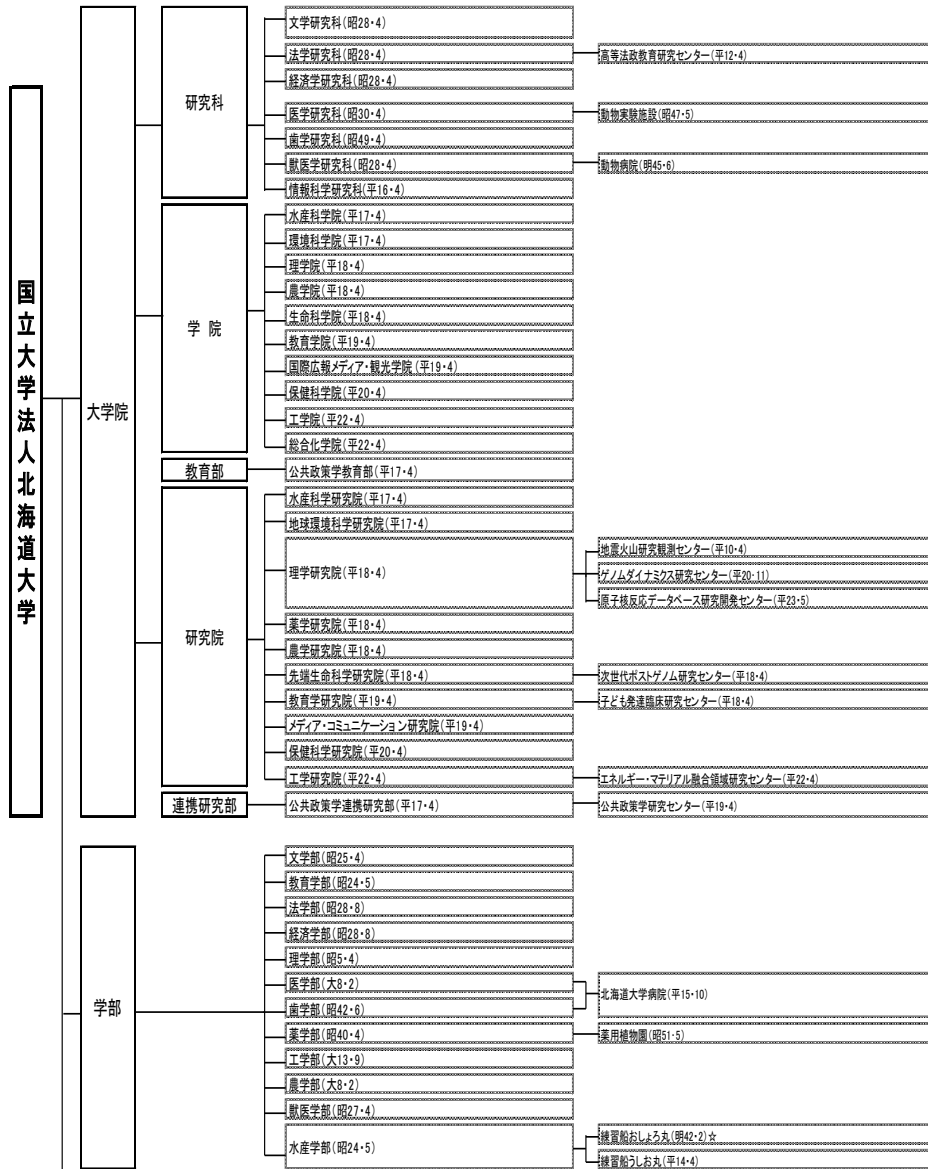 国立大学法人北海道大学
大学院
研究科
文学研究科(昭28・4)
法学研究科(昭28・4)
高等法政教育研究センター(平12・4)
経済学研究科(昭28・4)
医学研究科(昭30・4)
動物実験施設(昭47・5)
歯学研究科(昭49・4)
獣医学研究科(昭28・4)
動物病院(明45・6)
情報科学研究科(平16・4)
学 院
水産科学院(平17・4)
環境科学院(平17・4)
理学院(平18・4)
農学院(平18・4)
生命科学院(平18・4)
教育学院(平19・4)
国際広報メディア・観光学院(平19・4)
保健科学院(平20・4)
工学院(平22・4)
総合化学院(平22・4)
教育部
公共政策学教育部(平17・4)
研究院
水産科学研究院(平17・4)
地球環境科学研究院(平17・4)
理学研究院(平18・4)
地震火山研究観測センター(平10・4)
ゲノムダイナミクス研究センター(平20・11)
原子核反応データベース研究開発センター(平23・5)
薬学研究院(平18・4)
農学研究院(平18・4)
先端生命科学研究院(平18・4)
次世代ポストゲノム研究センター(平18・4)
教育学研究院(平19・4)
子ども発達臨床研究センター(平18・4)
メディア・コミュニケーション研究院(平19・4)
保健科学研究院(平20・4)
工学研究院(平22・4)
エネルギー・マテリアル融合領域研究センター(平22・4)
連携研究部
公共政策学連携研究部(平17・4)
公共政策学研究センター(平19・4)
学部
文学部(昭25・4)
教育学部(昭24・5)
法学部(昭28・8)
経済学部(昭28・8)
理学部(昭5・4)
医学部(大8・2)
歯学部(昭42・6)
北海道大学病院(平15・10)
薬学部(昭40・4)
薬用植物園(昭51・5)
工学部(大13・9)
農学部(大8・2)
獣医学部(昭27・4)
水産学部(昭24・5)
練習船おしょろ丸(明42・2)☆
練習船うしお丸(平14・4)